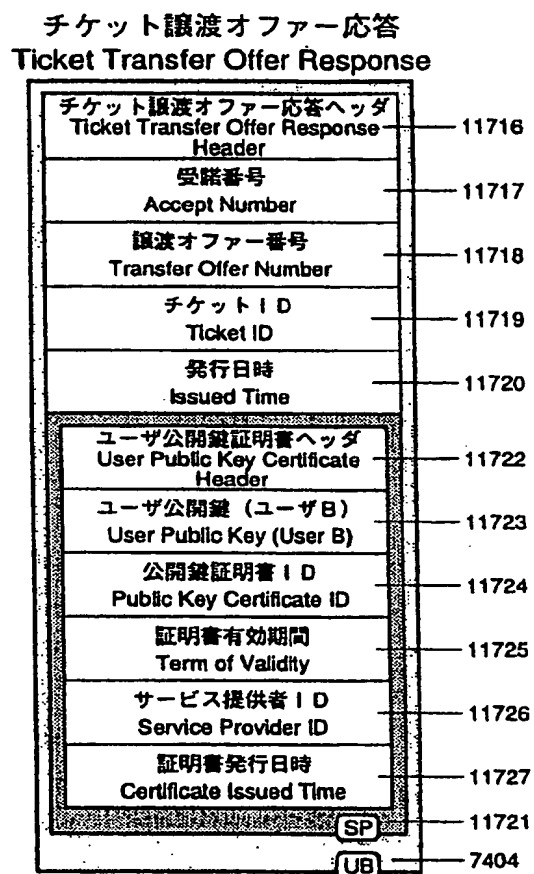 チケット譲渡オファー応答
Ticket Transfer Offer Response
チケット譲渡オファー応答ヘッダ
Ticket Transfer Offer Response
Header
11716
受諾番号
Accept Number
11717
譲渡オファー番号
Transfer Offer Number
11718
チケットID
Ticket ID
11719
発行日時
Issued Time
11720
ユーザ公開鍵証明書ヘッダ
User Public Key Certificate
Header
11722
ユーザ公開鍵(ユーザB)
User Public Key (User B)
11723
公開鍵証明書ID
Public Key Certificate ID
11724
証明書有効期間
Term of Validity
11725
サービス提供者ID
Service Provider ID
11726
証明書発行日時
Certificate Issued Time
11727
SP
11721
UB
7404